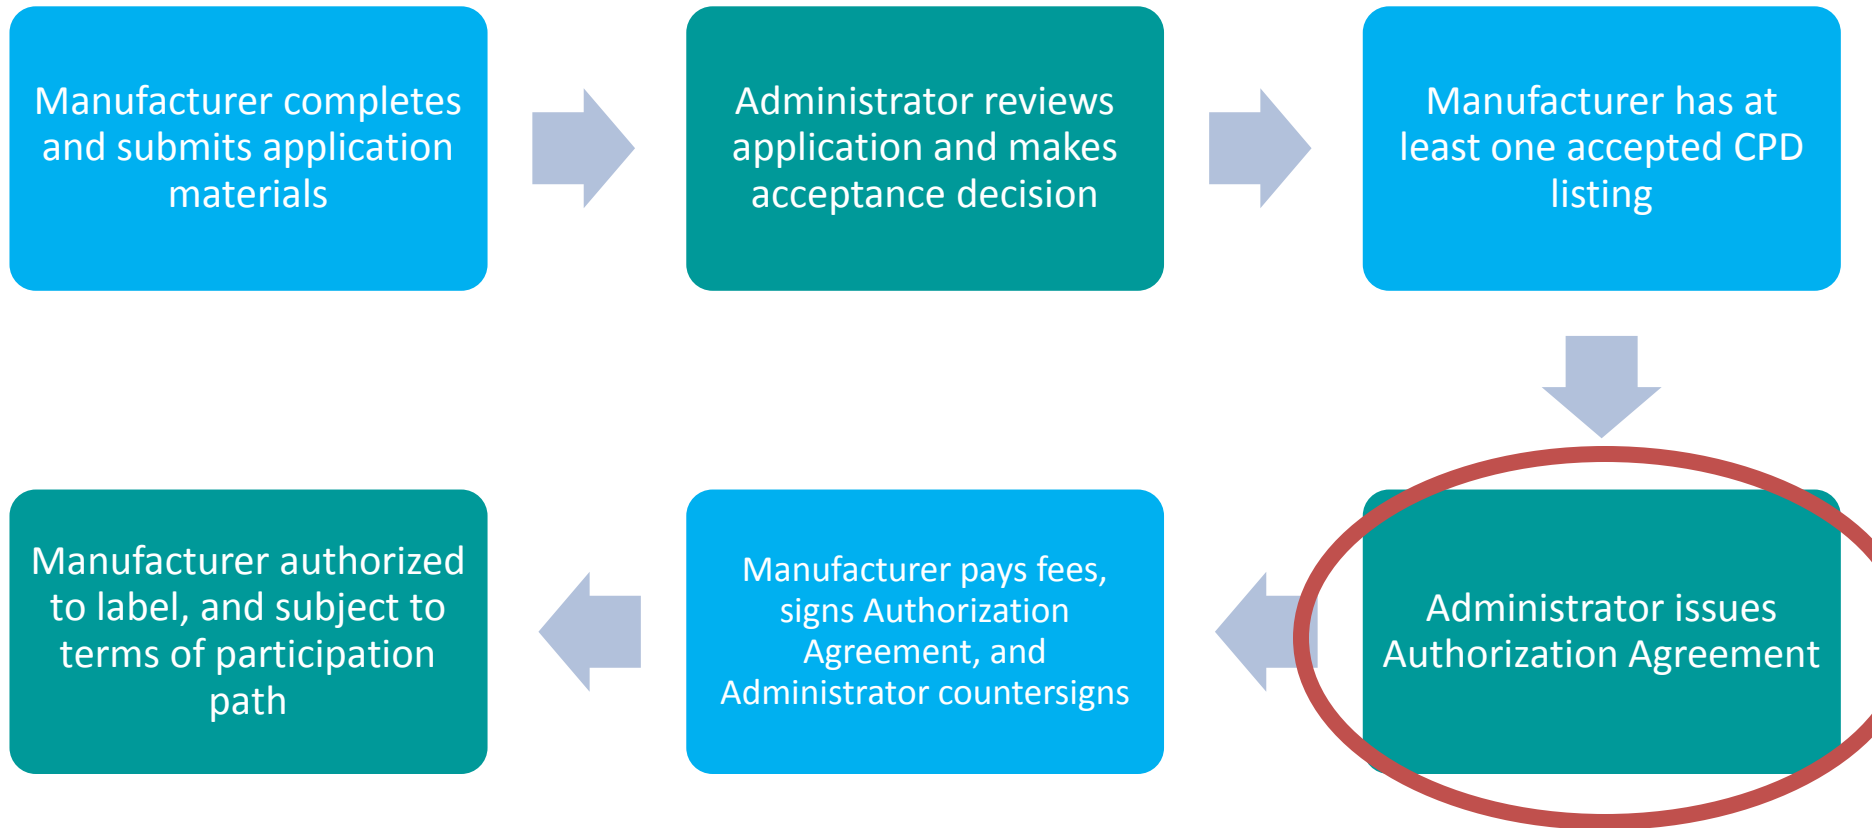 Manufacturer completes
and submits application
materials
Administrator reviews
application and makes
acceptance decision
Manufacturer has at
least one accepted CPD
listing
Administrator issues
Authorization Agreement
Manufacturer pays fees,
signs Authorization
Agreement, and
Administrator countersigns
Manufacturer authorized
to label, and subject to
terms of participation
path